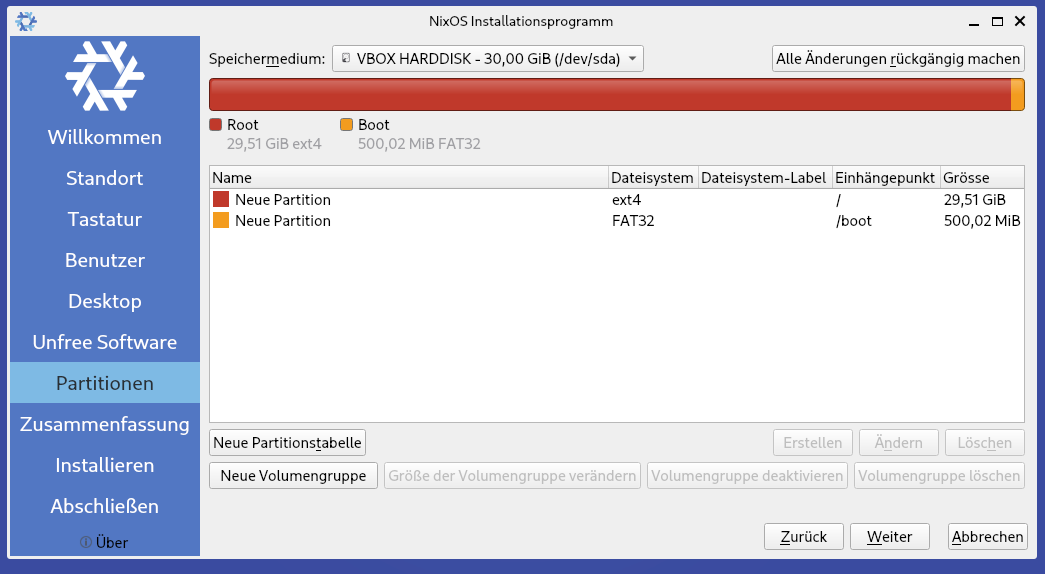 NixOS Installationsprogramm
Willkommen
Standort
Tastatur
Benutzer
Desktop
Unfree Software
Partitionen
Zusammenfassung
Installieren
Abschließen
Über
Speichermedium: VBOX HARDDISK - 30,00 GiB (/dev/sda) Alle Änderungen rückgängig machen
Root Boot
29,51 GiB ext4 500,02 MiB FAT32
Name Dateisystem Dateisystem-Label Einhängepunkt Grösse
Neue Partition ext4 / 29,51 GiB
Neue Partition FAT32 /boot 500,02 MiB
Neue Partitionstabelle Erstellen Ändern Löschen
Neue Volumengruppe Größe der Volumengruppe verändern Volumengruppe deaktivieren Volumengruppe löschen
Zurück Weiter Abbrechen